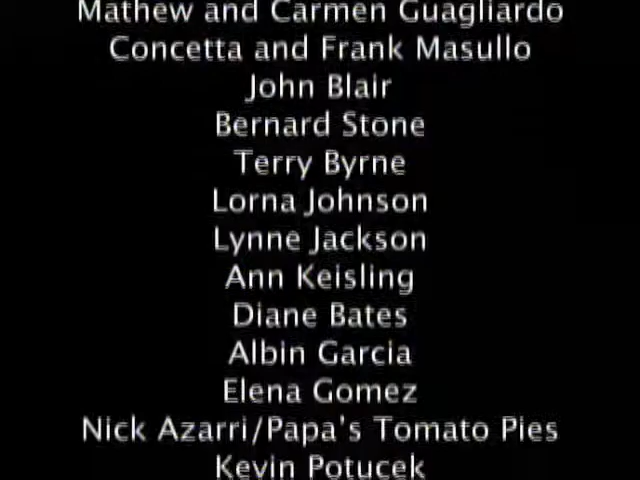 Mathew and Carmen Guagliardo
Concetta and Frank Masullo
John Blair
Bernard Stone
Terry Byrne
Lorna Johnson
Lynne Jackson
Ann Keisling
Diane Bates
Albin Garcia
Elena Gomez
Nick Azarri/Papa's Tomato Pies
Kevin Potucek